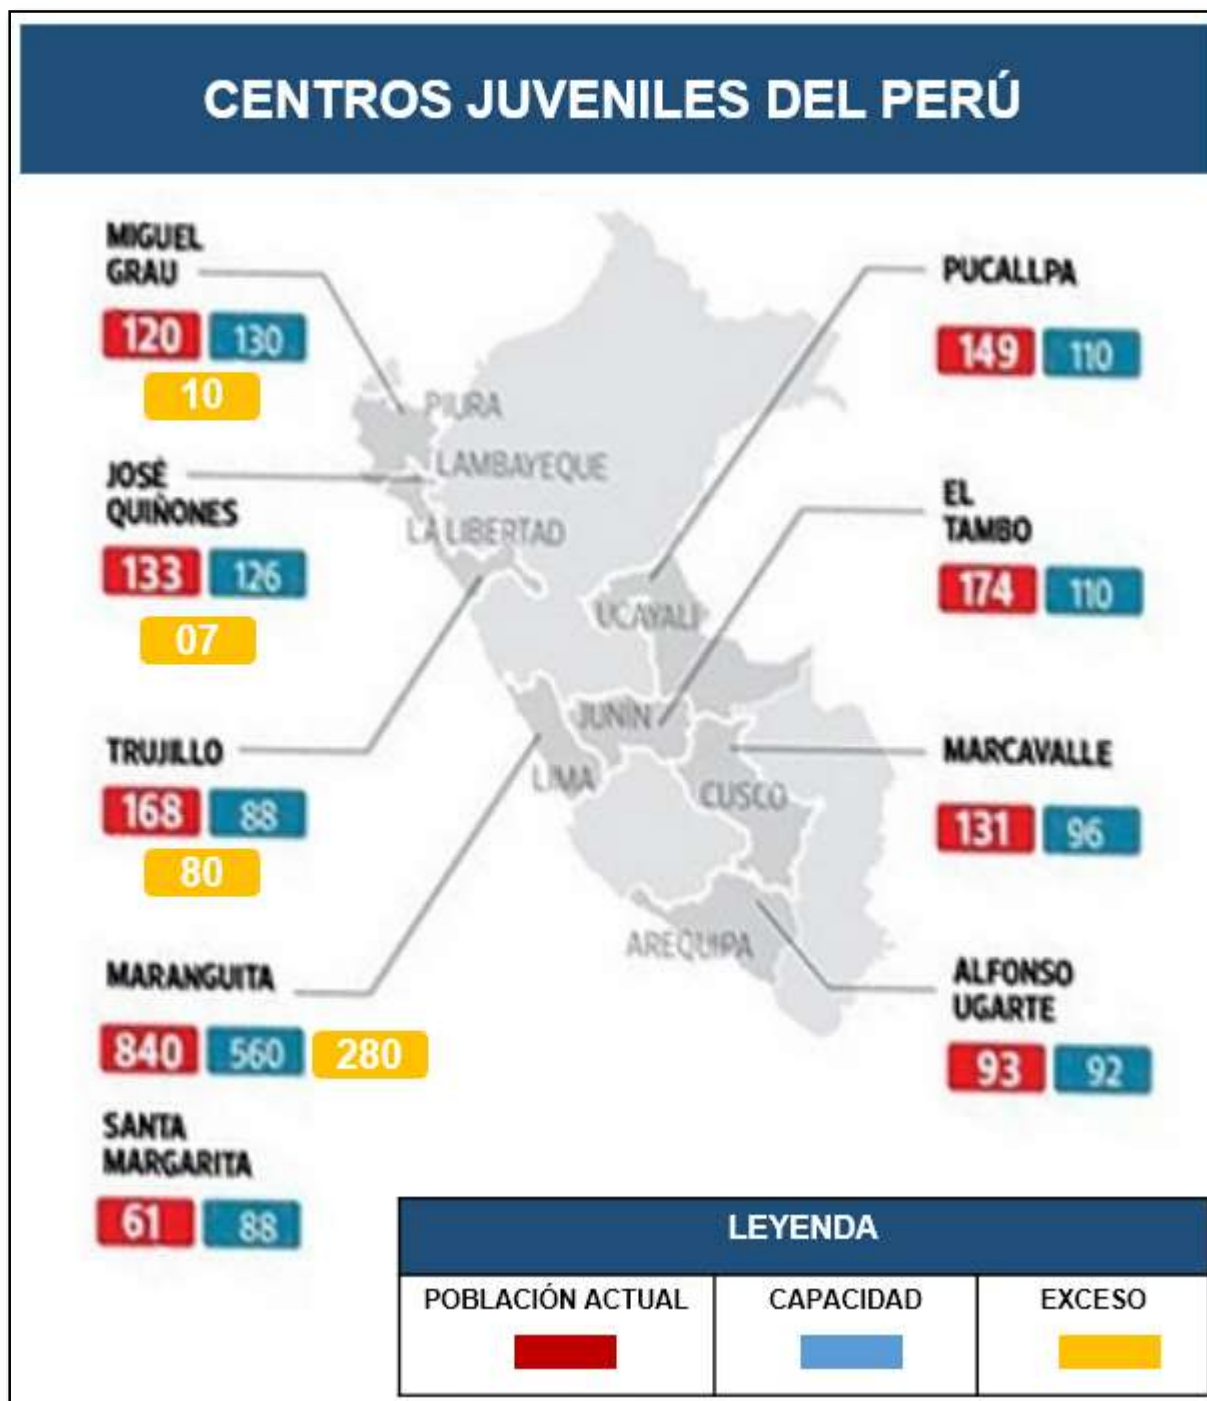 CENTROS JUVENILES DEL PERÚ
MIGUEL
GRAU
120 130
10
JOSÉ
QUIÑONES
133 126
07
TRUJILLO
168 88
80
MARANGUITA
840 560 280
SANTA
MARGARITA
61 88
PIURA
LAMBAYEQUE
LA LIBERTAD
UCAYALI
JUNÍN
LIMA
CUSCO
AREQUIPA
PUCALLPA
149 110
EL
TAMBO
174 110
MARCAVALLE
131 96
ALFONSO
UGARTE
93 92
LEYENDA
POBLACIÓN ACTUAL CAPACIDAD EXCESO